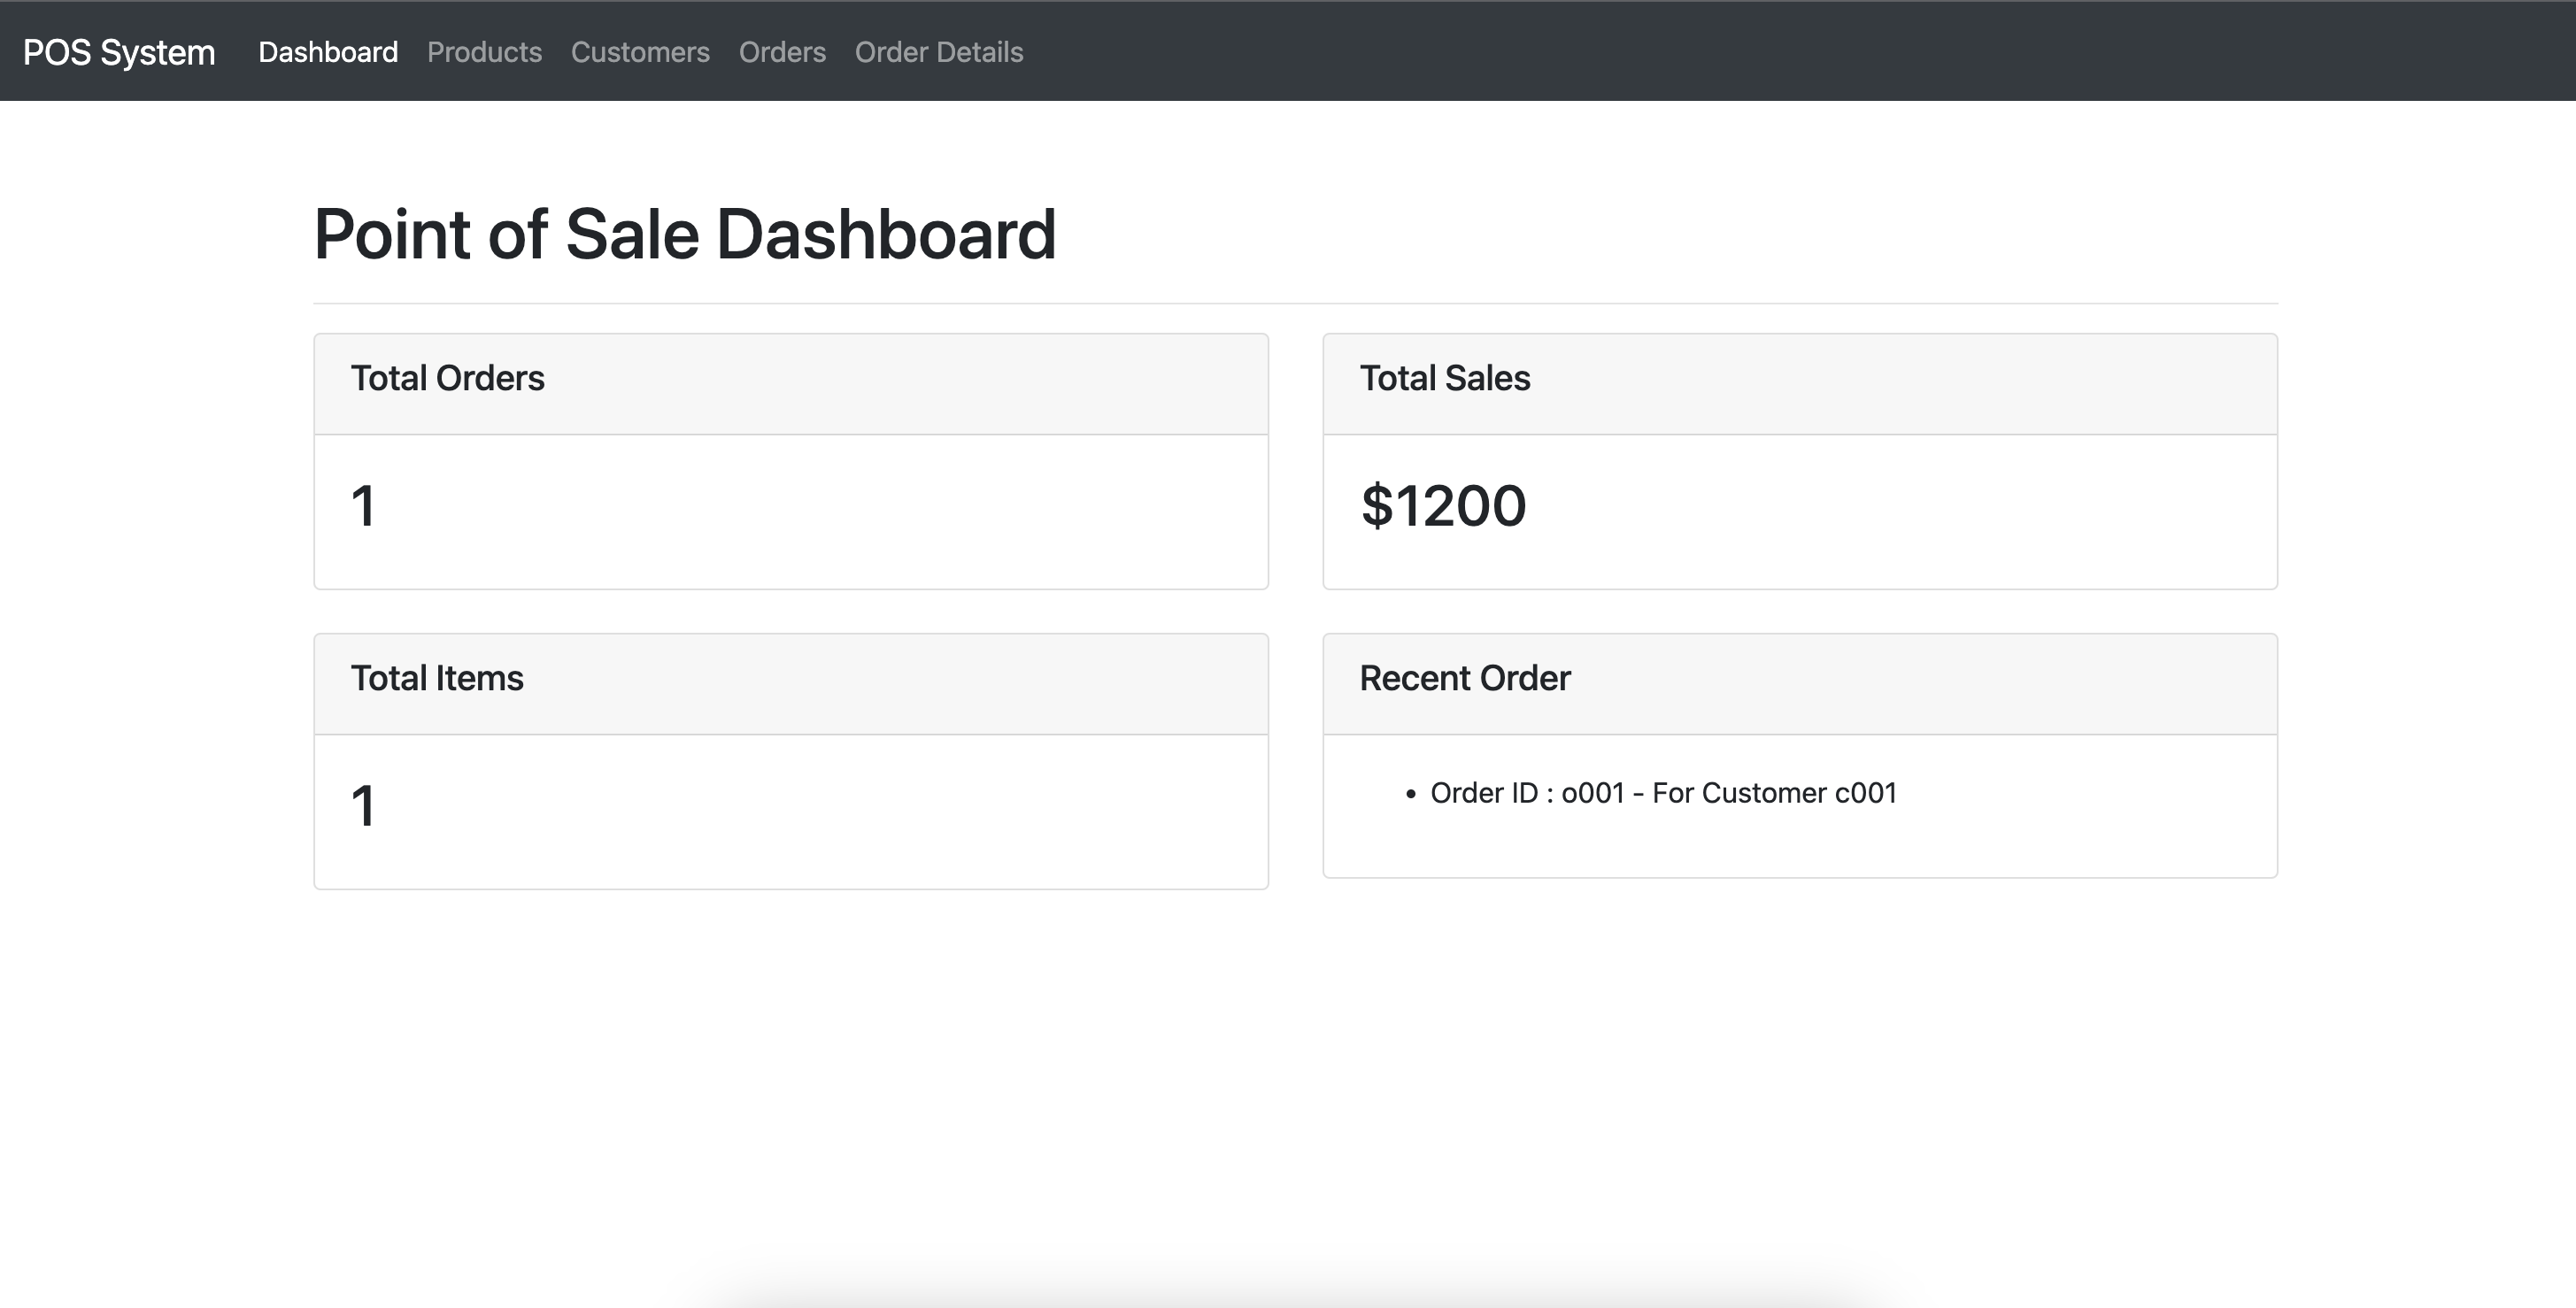 POS System Dashboard Products Customers Orders Order Details
Point of Sale Dashboard
Total Orders
1
Total Sales
$1200
Total Items
1
Recent Order
• Order ID : o001 - For Customer c001